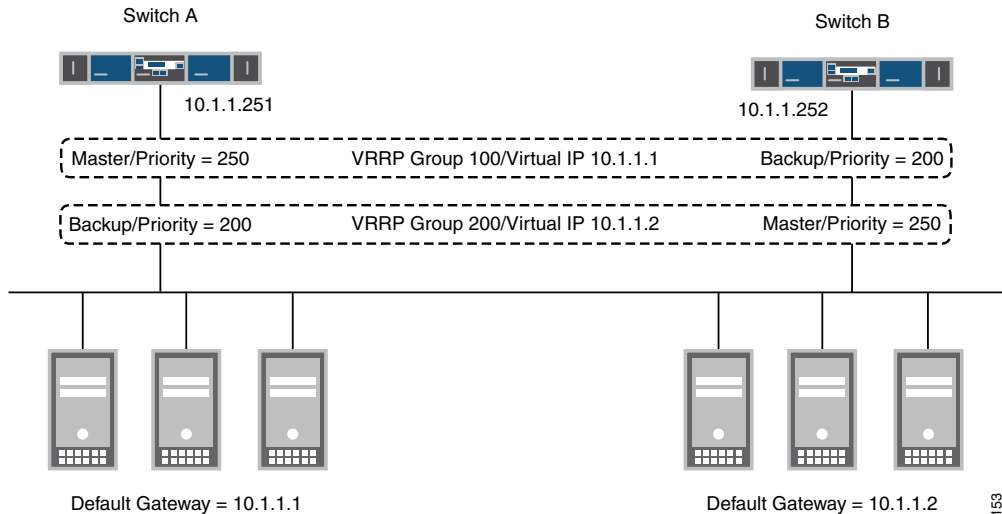 Switch A
Switch B
10.1.1.251
10.1.1.252
Master/Priority = 250 VRRP Group 100/Virtual IP 10.1.1.1 Backup/Priority = 200
Backup/Priority = 200 VRRP Group 200/Virtual IP 10.1.1.2 Master/Priority = 250
Default Gateway = 10.1.1.1 Default Gateway = 10.1.1.2
153